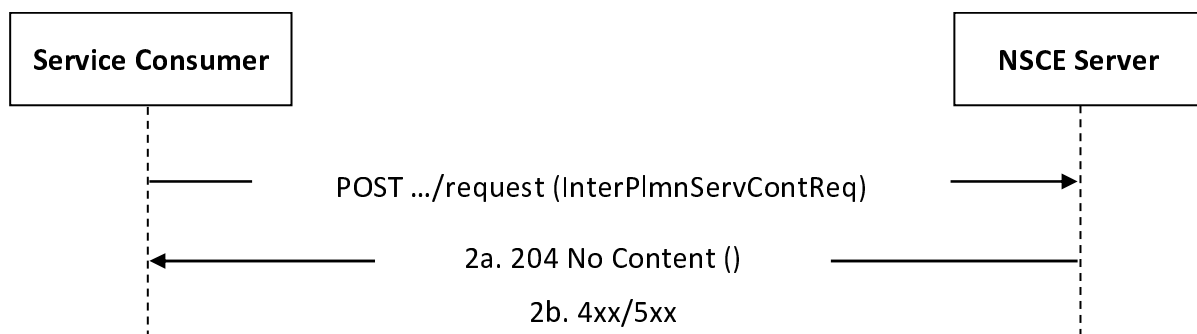 Service Consumer
NSCE Server
POST …/request (InterPlmnServContReq)
2a. 204 No Content ()
2b. 4xx/5xx